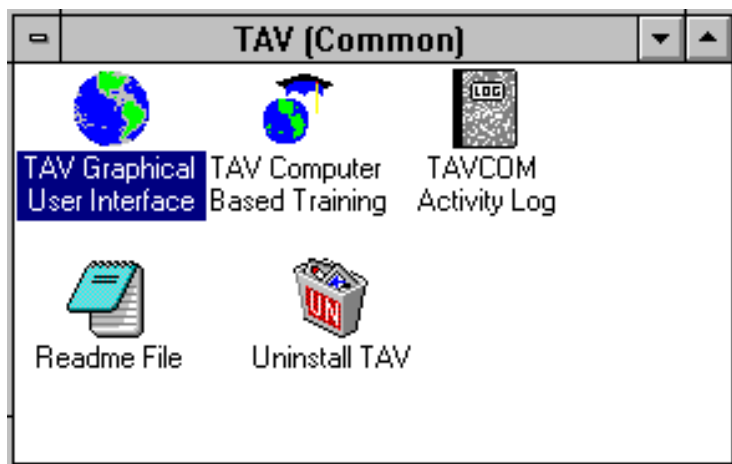 TAV (Common)
LOG
TAV Graphical
User Interface
TAV Computer
Based Training
TAVCOM
Activity Log
Readme File
UN
Uninstall TAV